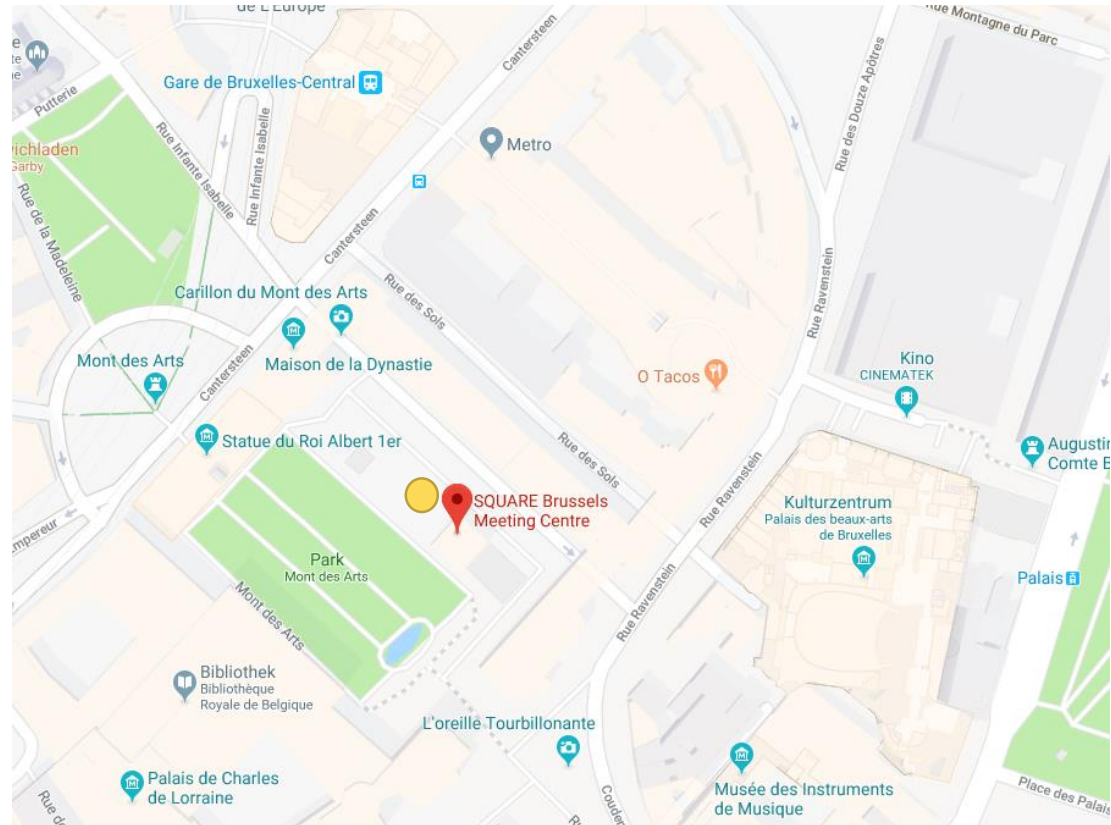 de L'Europe
Cantersteen
Rue Montagne du Parc
Gare de Bruxelles-Central
Putterie
Rue Infante Isabelle
Rue Infante Isabelle
Metro
Rue des Douze Apôtres
Rue de la Madeleine
Cantersteen
Rue des Sols
Rue Ravenstein
Carillon du Mont des Arts
Maison de la Dynastie
Mont des Arts
Cantersteen
O Tacos
Kino
CINEMATEK
Statue du Roi Albert 1er
Rue des Sols
Rue Ravenstein
Augustin
Comte B
SQUARE Brussels
Meeting Centre
Kulturzentrum
Palais des beaux-arts
de Bruxelles
Park
Mont des Arts
Palais
Mont des Arts
Rue Ravenstein
Bibliothek
Bibliothèque
Royale de Belgique
L'oreille Tourbillonante
Palais de Charles
de Lorraine
Musée des Instruments
de Musique
Place des Palais